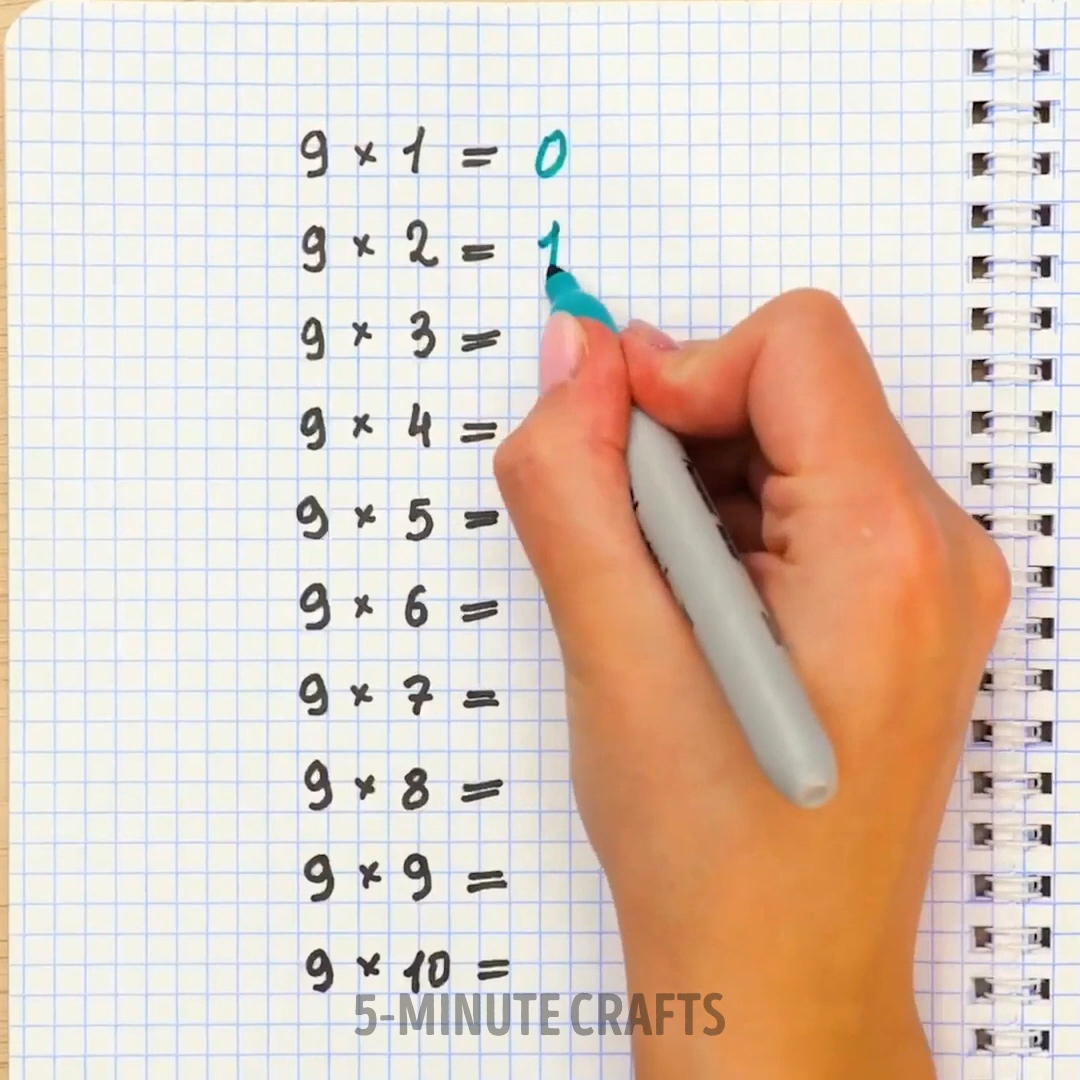 9 × 1 = 0
9 × 2 = 1
9 × 3 =
9 × 4 =
9 × 5 =
9 × 6 =
9 × 7 =
9 × 8 =
9 × 9 =
9 × 10 =
5-MINUTE CRAFTS